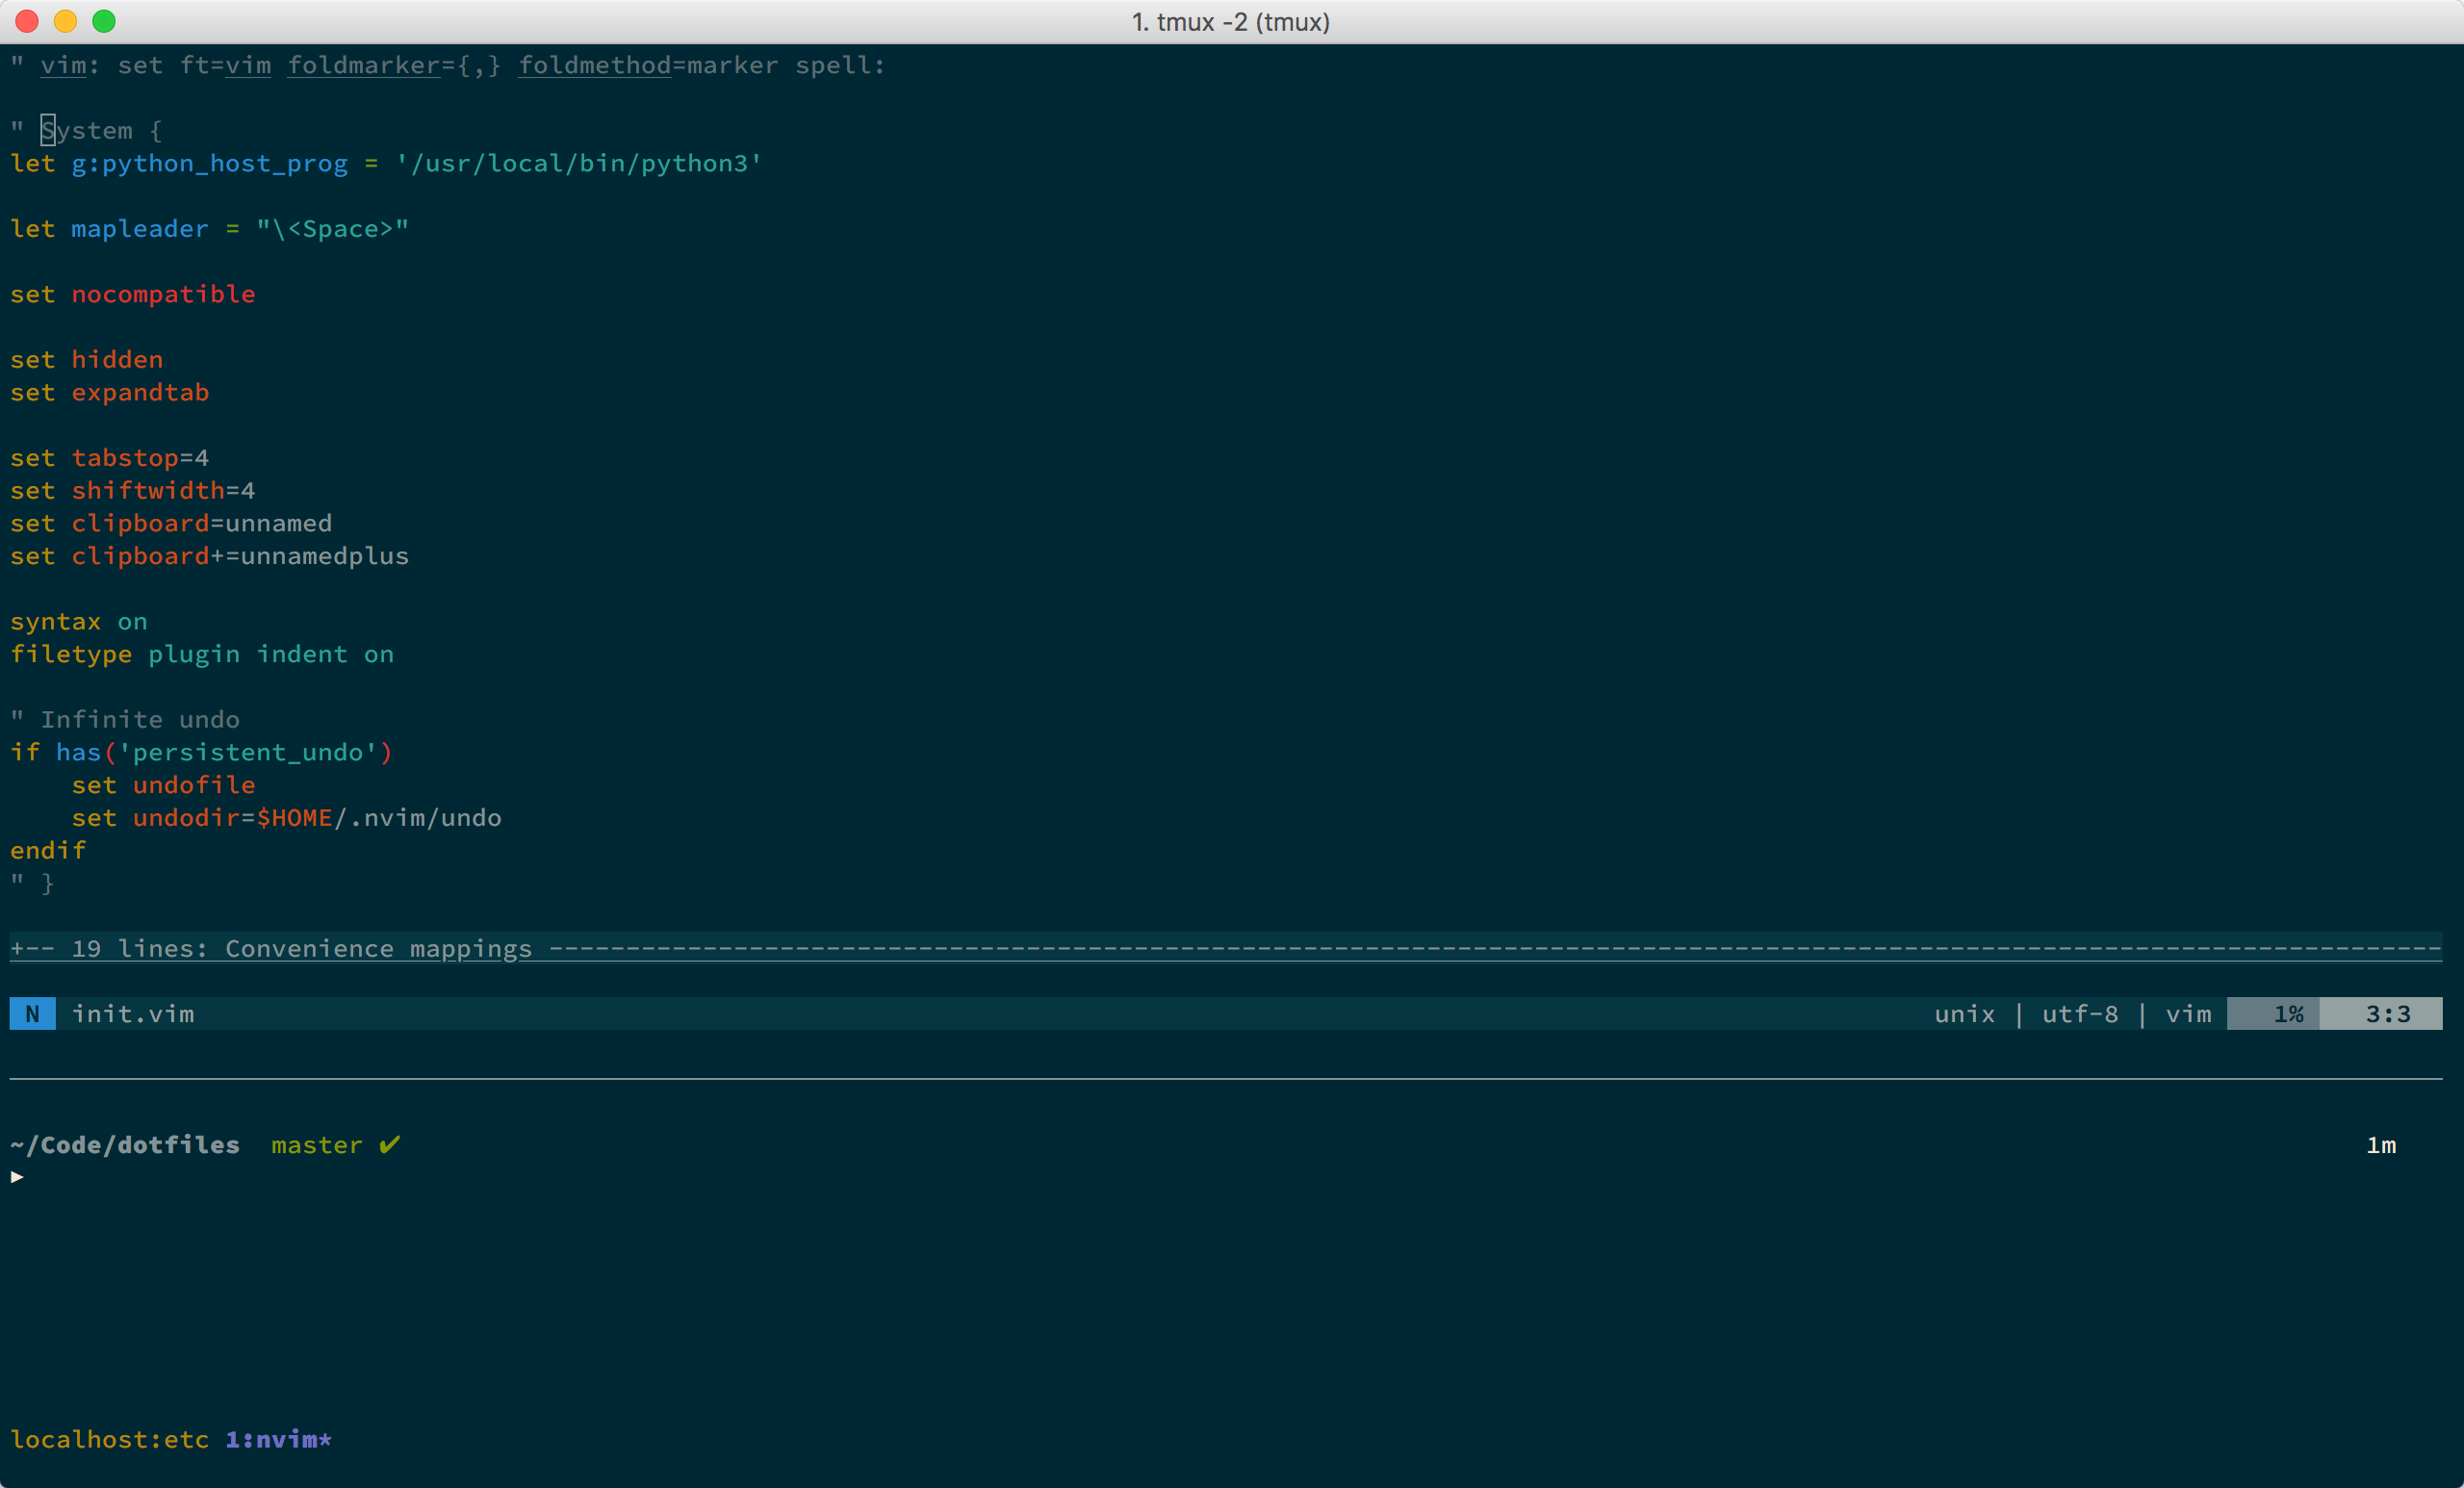 1. tmux -2 (tmux)
" vim: set ft=vim foldmarker={,} foldmethod=marker spell:
" System {
let g:python_host_prog = '/usr/local/bin/python3'
let mapleader = "\<Space>"
set nocompatible
set hidden
set expandtab
set tabstop=4
set shiftwidth=4
set clipboard=unnamed
set clipboard+=unnamedplus
syntax on
filetype plugin indent on
" Infinite undo
if has('persistent_undo')
    set undofile
    set undodir=$HOME/.nvim/undo
endif
" }
+-- 19 lines: Convenience mappings ---------------------------------------------------------------------------------------------------------------------------
N init.vim unix | utf-8 | vim 1% 3:3
~/Code/dotfiles master ✔ 1m
▶
localhost:etc 1:nvim*